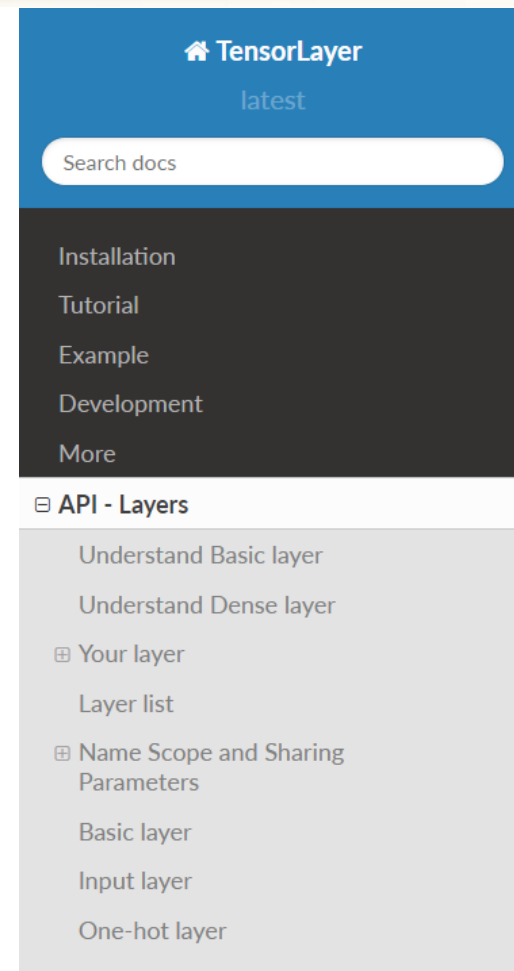 TensorLayer
latest
Search docs
Installation
Tutorial
Example
Development
More
API - Layers
Understand Basic layer
Understand Dense layer
Your layer
Layer list
Name Scope and Sharing
Parameters
Basic layer
Input layer
One-hot layer